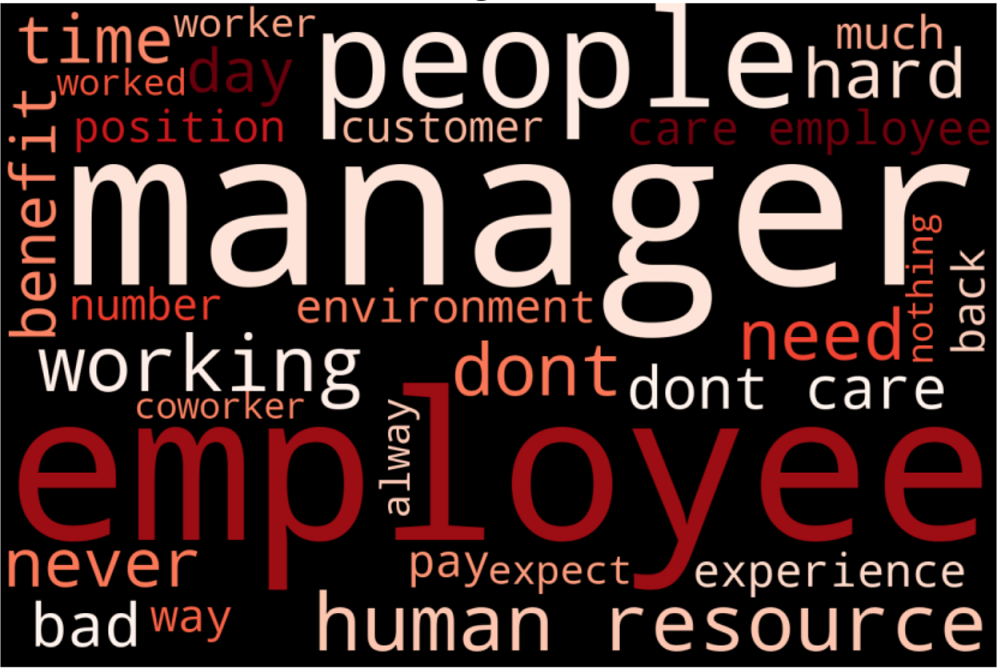 time
worker
people
much
hard
worked
day
position
customer
care employee
benefit
manager
nothing
back
number
environment
need
working
dont
dont care
coworker
alway
employee
never
pay
expect
experience
bad
way
human resource